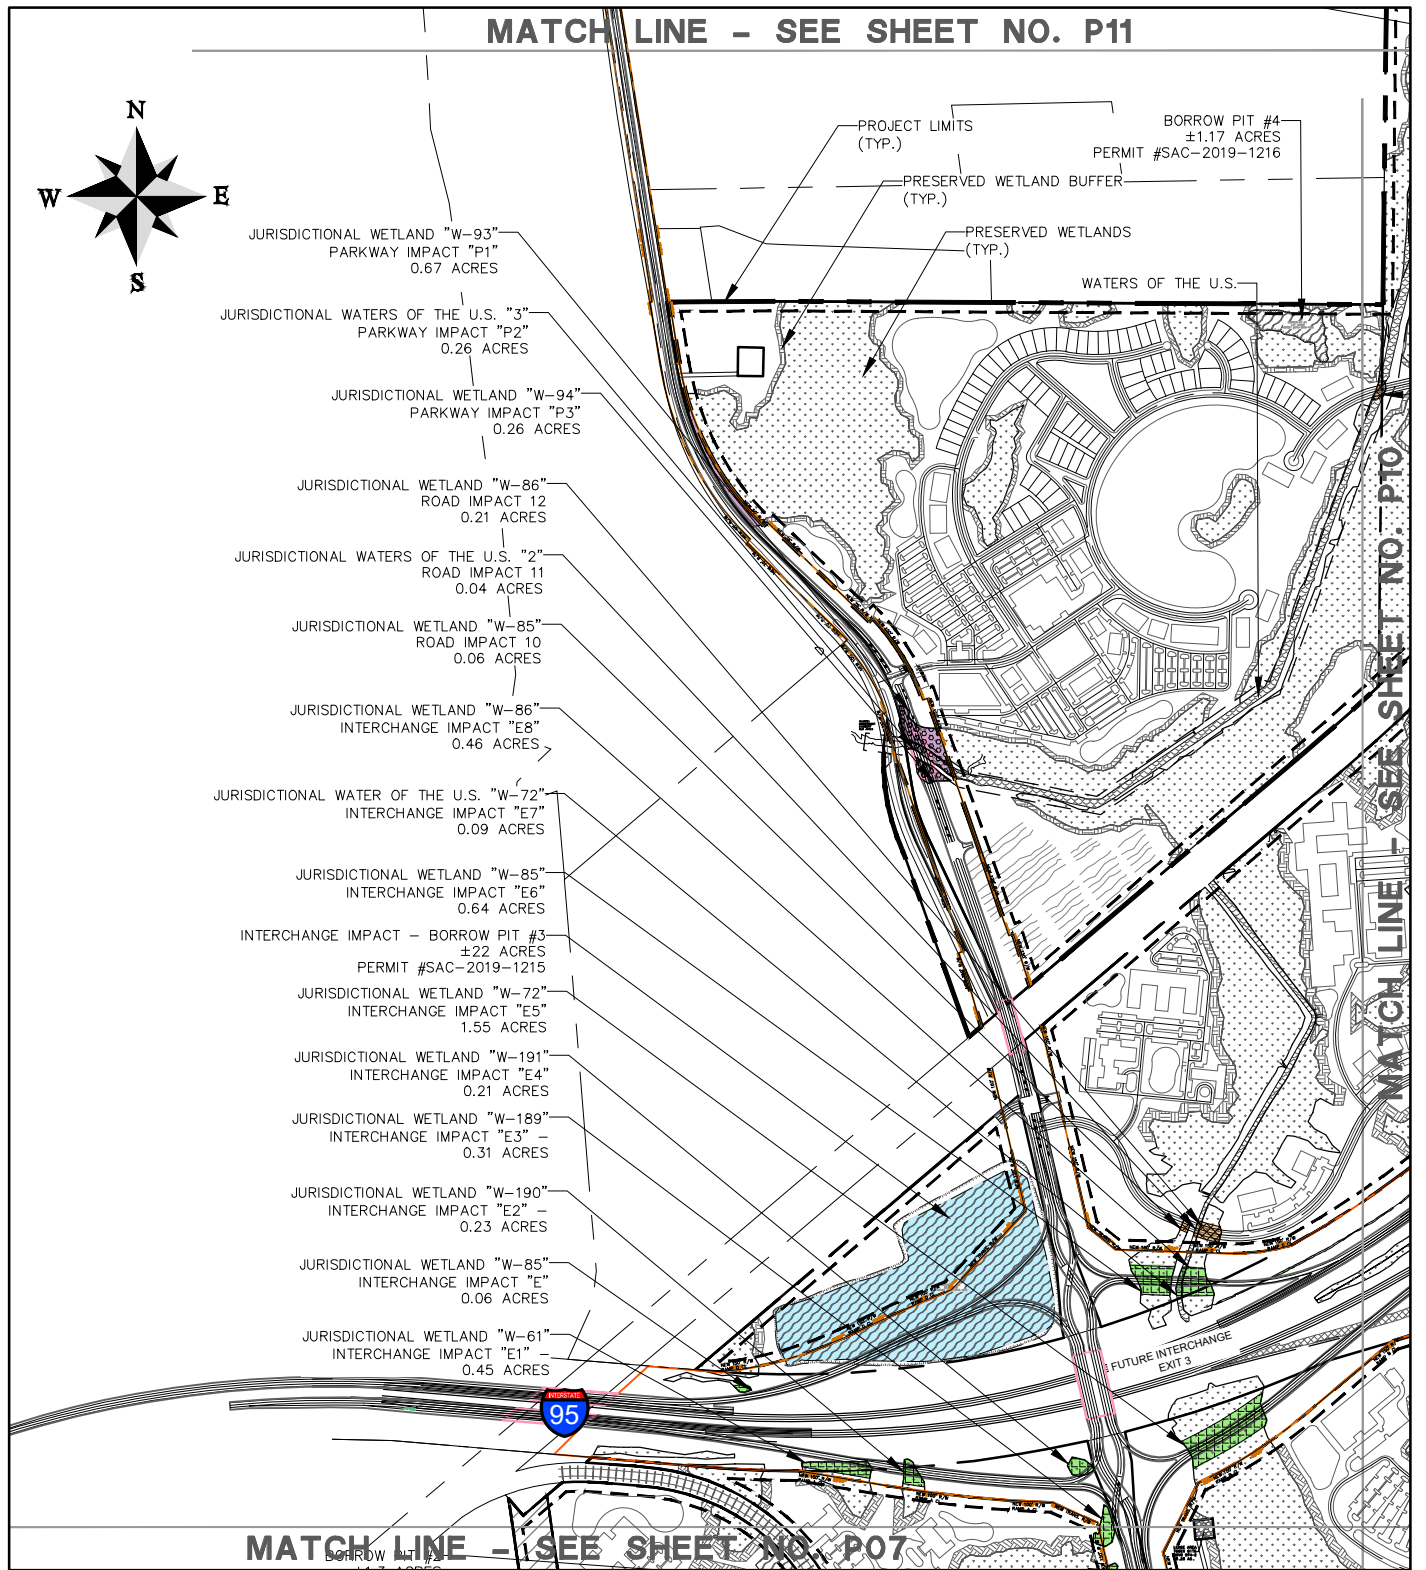 MATCH LINE - SEE SHEET NO. P11
N
W
E
S
PROJECT LIMITS
(TYP.)
BORROW PIT #4
±1.17 ACRES
PERMIT #SAC-2019-1216
PRESERVED WETLAND BUFFER
(TYP.)
PRESERVED WETLANDS
(TYP.)
WATERS OF THE U.S.
JURISDICTIONAL WETLAND "W-93"
PARKWAY IMPACT "P1"
0.67 ACRES
JURISDICTIONAL WATERS OF THE U.S. "3"
PARKWAY IMPACT "P2"
0.26 ACRES
JURISDICTIONAL WETLAND "W-94"
PARKWAY IMPACT "P3"
0.26 ACRES
JURISDICTIONAL WETLAND "W-86"
ROAD IMPACT 12
0.21 ACRES
JURISDICTIONAL WATERS OF THE U.S. "2"
ROAD IMPACT 11
0.04 ACRES
JURISDICTIONAL WETLAND "W-85"
ROAD IMPACT 10
0.06 ACRES
JURISDICTIONAL WETLAND "W-86"
INTERCHANGE IMPACT "E8"
0.46 ACRES
JURISDICTIONAL WATER OF THE U.S. "W-72"
INTERCHANGE IMPACT "E7"
0.09 ACRES
JURISDICTIONAL WETLAND "W-85"
INTERCHANGE IMPACT "E6"
0.64 ACRES
INTERCHANGE IMPACT - BORROW PIT #3
±22 ACRES
PERMIT #SAC-2019-1215
JURISDICTIONAL WETLAND "W-72"
INTERCHANGE IMPACT "E5"
1.55 ACRES
JURISDICTIONAL WETLAND "W-191"
INTERCHANGE IMPACT "E4"
0.21 ACRES
JURISDICTIONAL WETLAND "W-189"
INTERCHANGE IMPACT "E3" -
0.31 ACRES
JURISDICTIONAL WETLAND "W-190"
INTERCHANGE IMPACT "E2" -
0.23 ACRES
JURISDICTIONAL WETLAND "W-85"
INTERCHANGE IMPACT "E"
0.06 ACRES
JURISDICTIONAL WETLAND "W-61"
INTERCHANGE IMPACT "E1" -
0.45 ACRES
MATCH LINE - SEE SHEET NO. P10
FUTURE INTERCHANGE
EXIT 3
INTERSTATE
95
MATCH LINE - SEE SHEET NO. P07
BORROW PIT #2